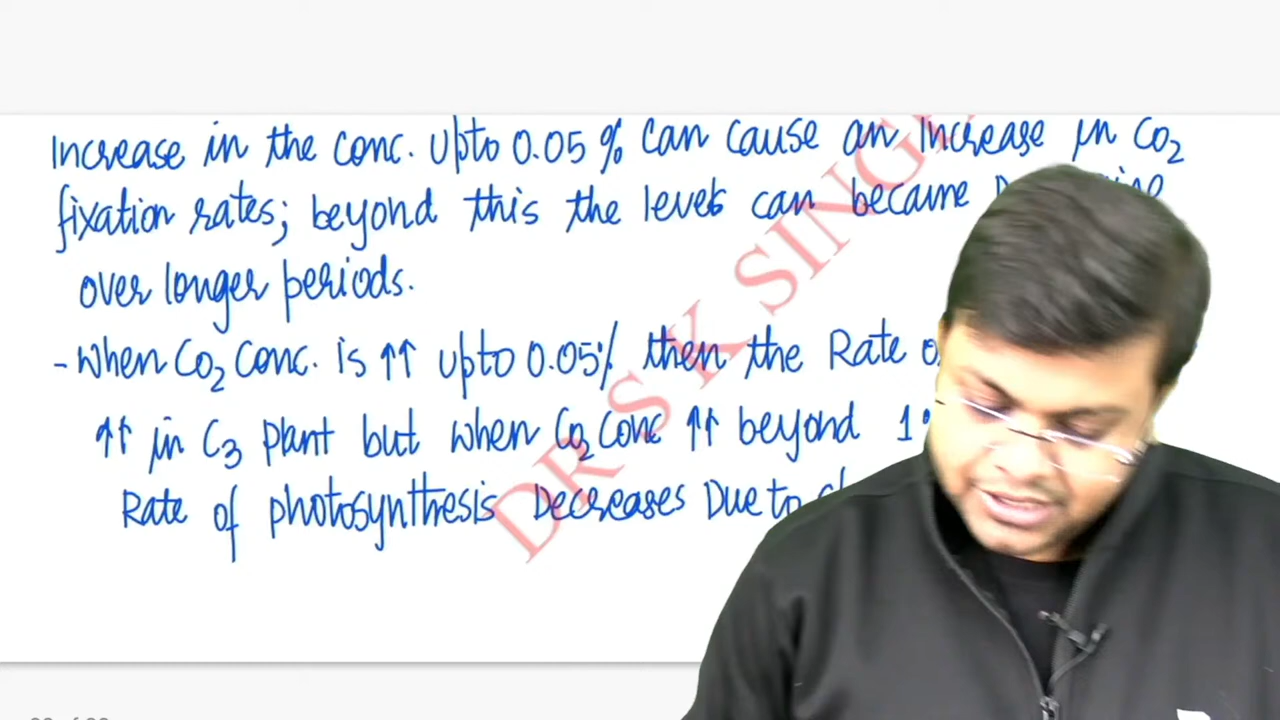 Increase in the conc. upto 0.05 % can cause an Increase in CO2
fixation rates; beyond this the levels can became
over longer periods.
- When CO2 Conc. is ↑↑ upto 0.05% then the Rate
↑↑ in C3 plant but when CO2 Conc ↑↑ beyond 1
Rate of photosynthesis Decreases Due to
DR S K SING